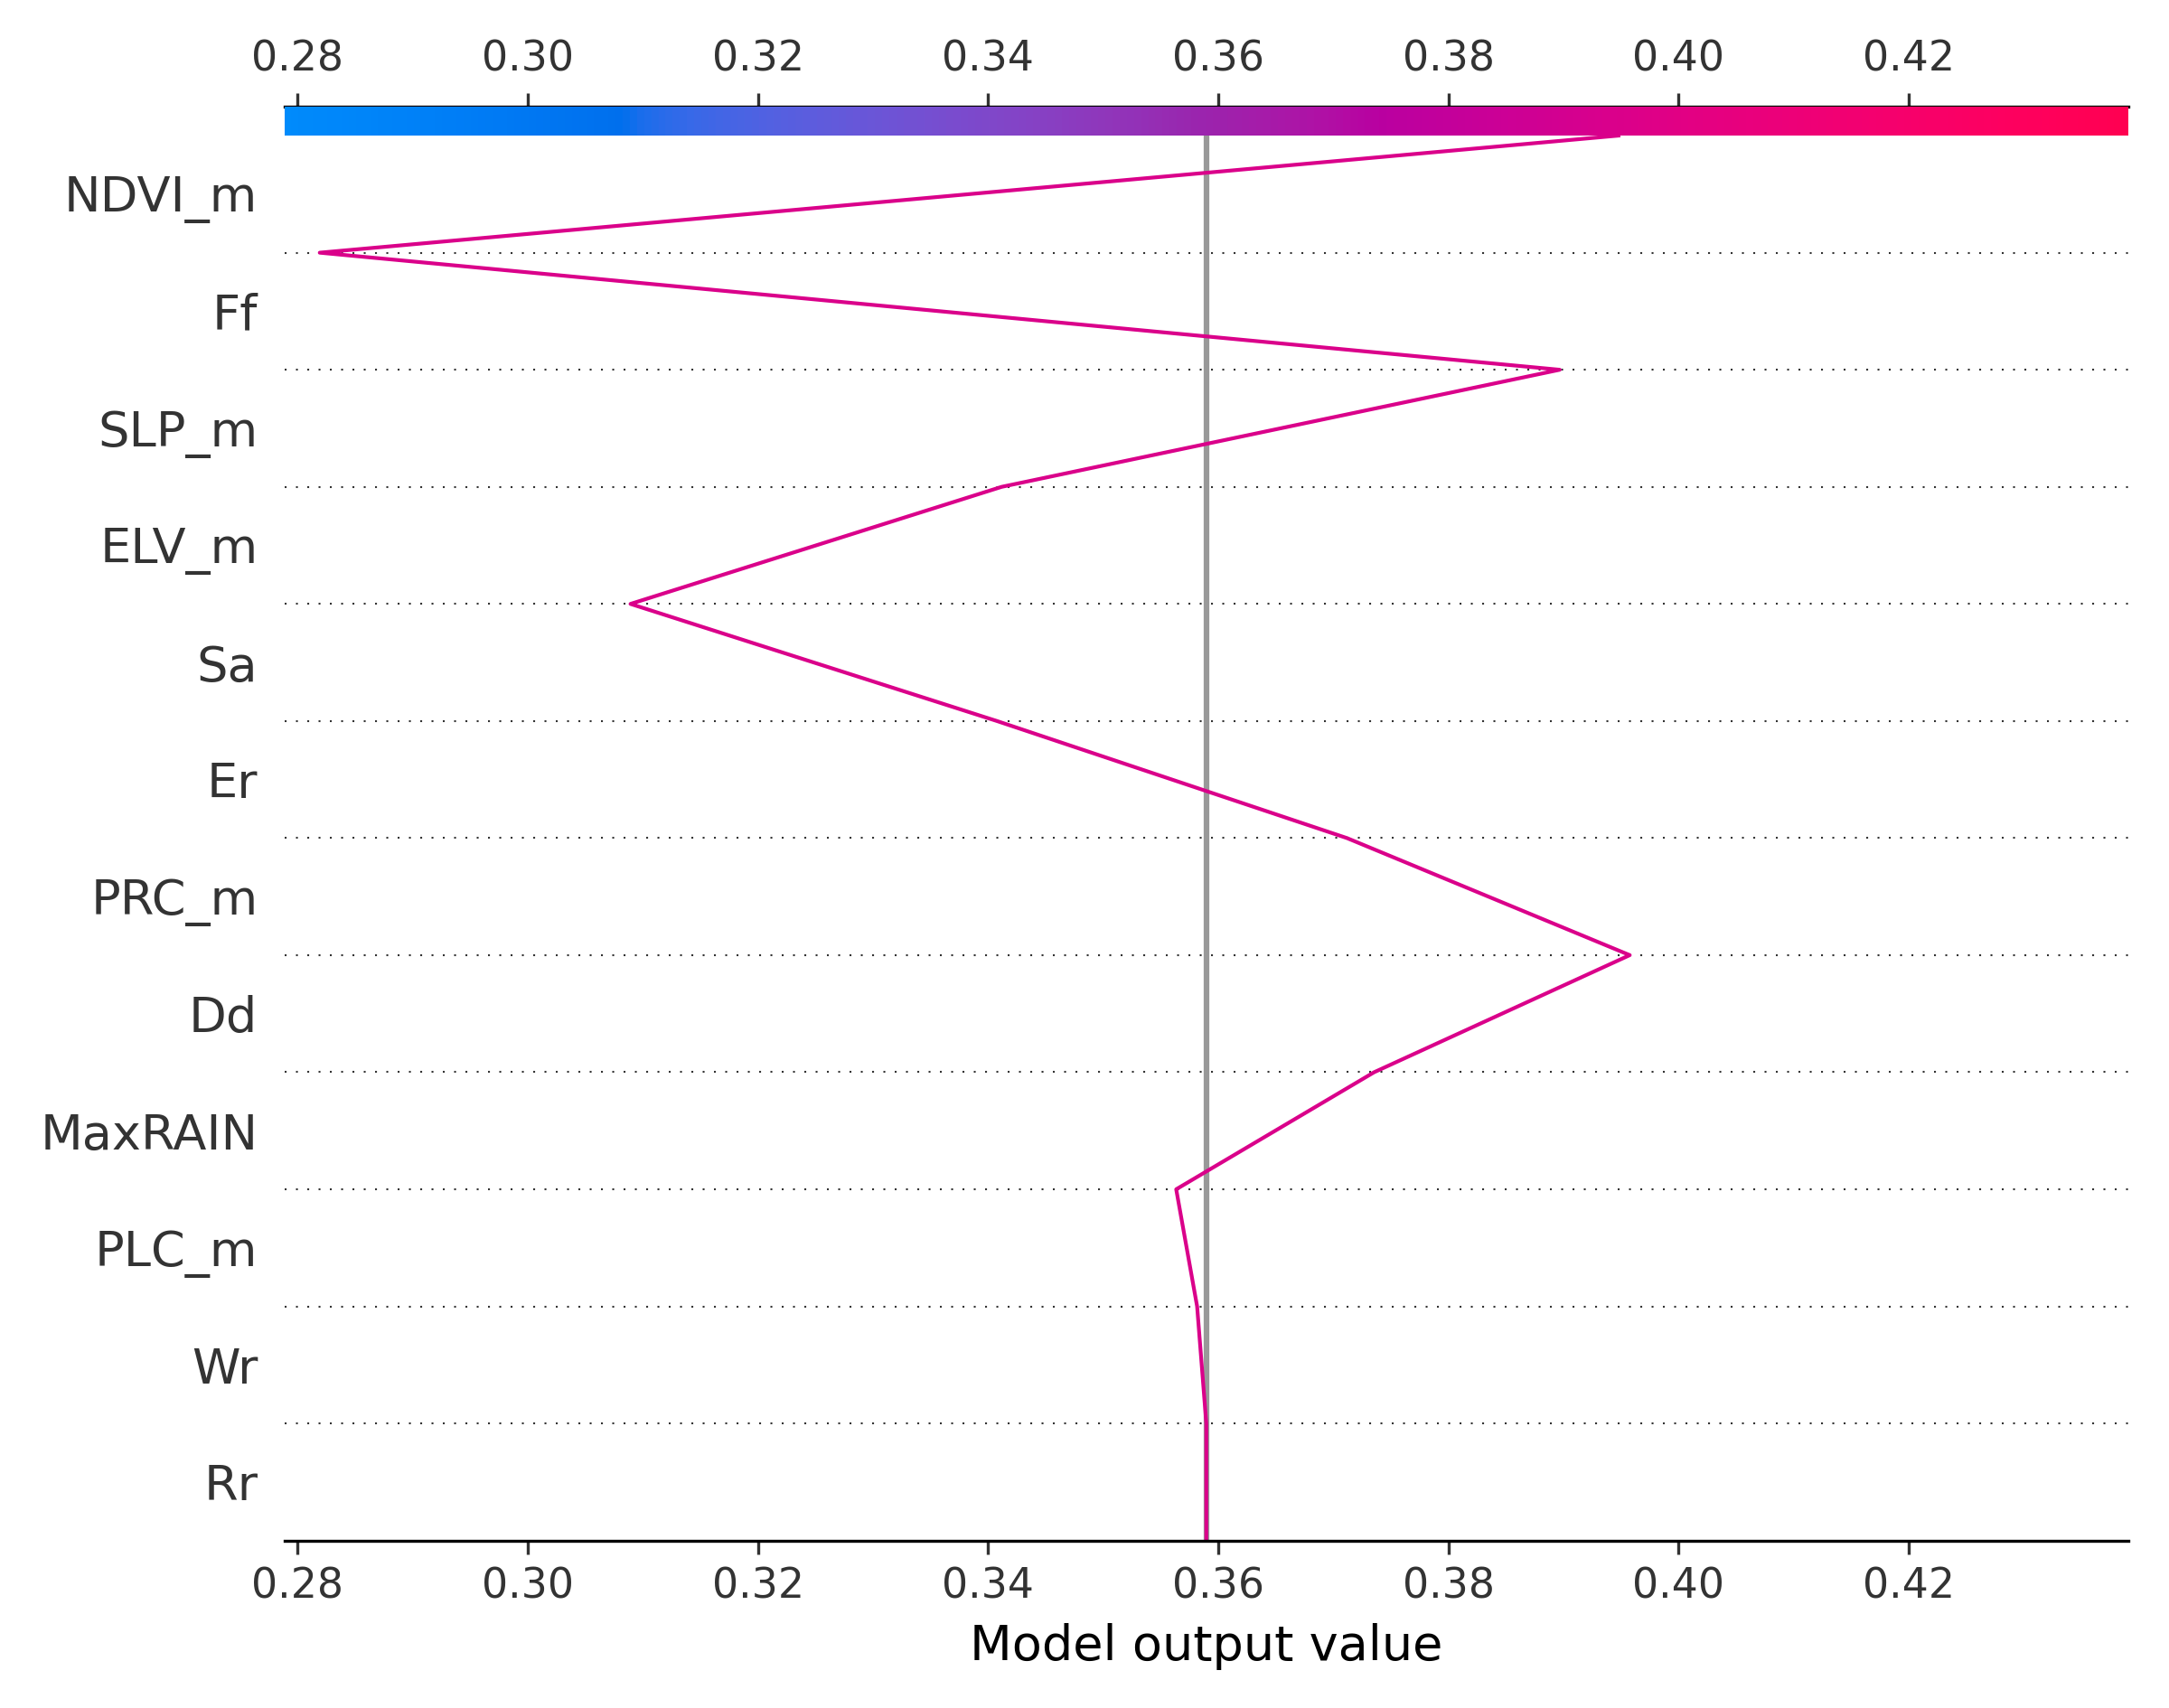 0.28 0.30 0.32 0.34 0.36 0.38 0.40 0.42
NDVI_m
Ff
SLP_m
ELV_m
Sa
Er
PRC_m
Dd
MaxRAIN
PLC_m
Wr
Rr
0.28 0.30 0.32 0.34 0.36 0.38 0.40 0.42
Model output value